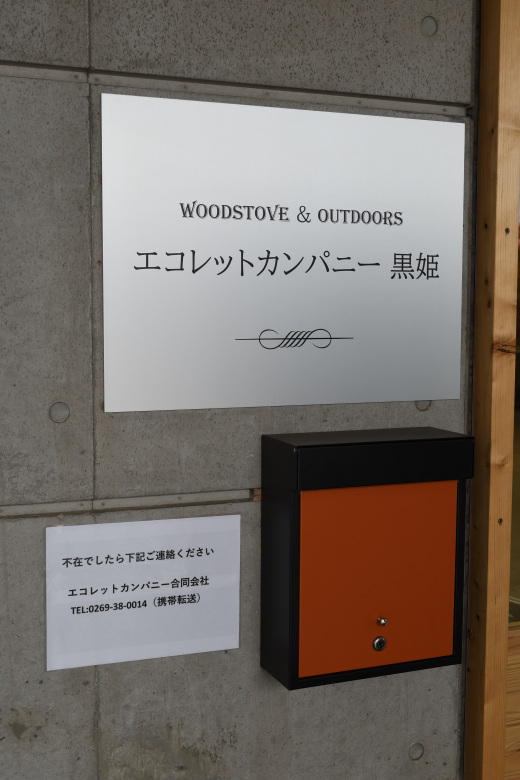 WOODSTOVE & OUTDOORS
エコレットカンパニー 黒姫
不在でしたら下記ご連絡ください
エコレットカンパニー合同会社
TEL:0269-38-0014（携帯転送）